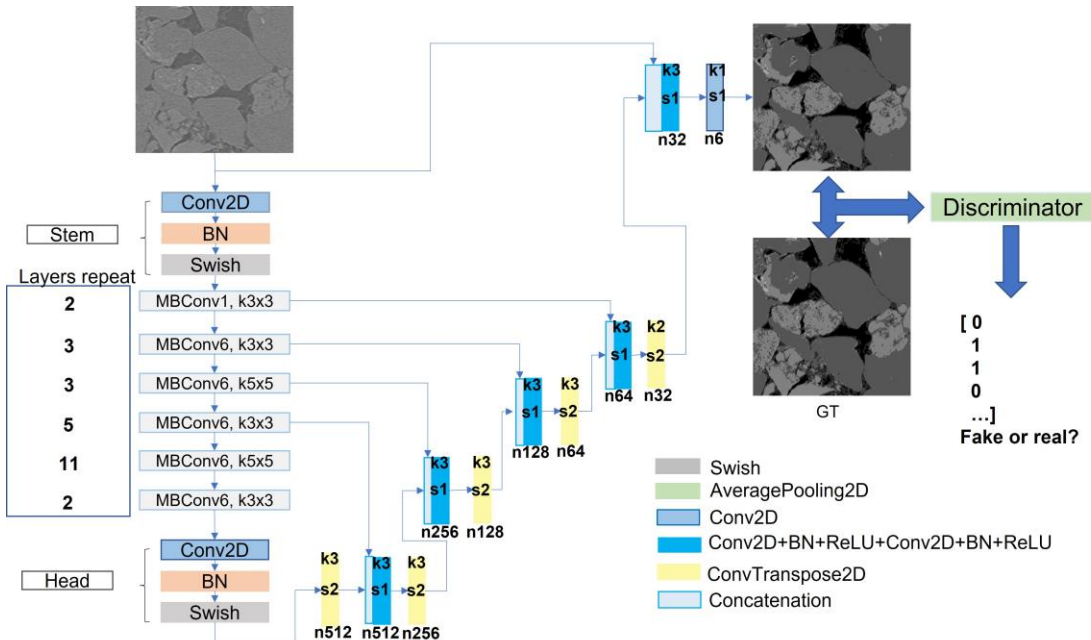 Conv2D
BN
Swish
Stem
Layers repeat
2
MBConv1, k3x3
3
MBConv6, k3x3
3
MBConv6, k5x5
5
MBConv6, k3x3
11
MBConv6, k5x5
2
MBConv6, k3x3
Conv2D
BN
Swish
Head
k3
s2
n512
k3
s1
n512
k3
s2
n256
k3
s1
n256
k3
s2
n128
k3
s1
n128
k3
s2
n64
k3
s1
n64
k2
s2
n32
k3
s1
n32
k1
s1
n6
GT
Discriminator
[ 0
1
1
0
...]
Fake or real?
Swish
AveragePooling2D
Conv2D
Conv2D+BN+ReLU+Conv2D+BN+ReLU
ConvTranspose2D
Concatenation